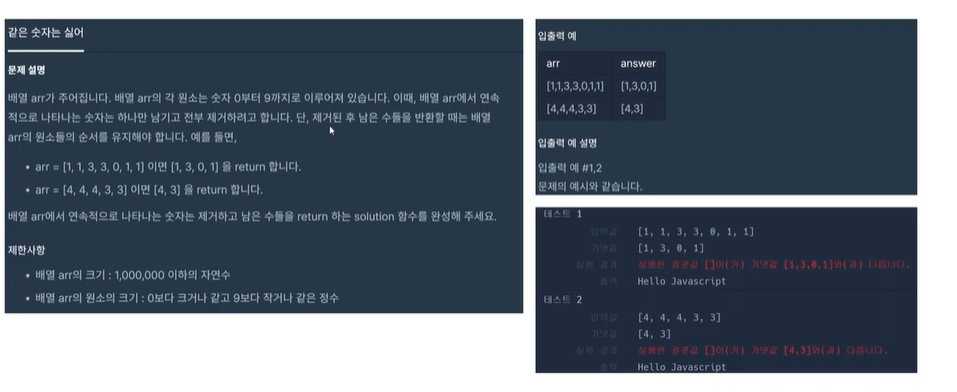 같은 숫자는 싫어
문제 설명
배열 arr가 주어집니다. 배열 arr의 각 원소는 숫자 0부터 9까지로 이루어져 있습니다. 이때, 배열 arr에서 연속
적으로 나타나는 숫자는 하나만 남기고 전부 제거하려고 합니다. 단, 제거된 후 남은 수들을 반환할 때는 배열
arr의 원소들의 순서를 유지해야 합니다. 예를 들면,
• arr = [1, 1, 3, 3, 0, 1, 1] 이면 [1, 3, 0, 1] 을 return 합니다.
• arr = [4, 4, 4, 3, 3] 이면 [4, 3] 을 return 합니다.
배열 arr에서 연속적으로 나타나는 숫자는 제거하고 남은 수들을 return 하는 solution 함수를 완성해 주세요.
제한사항
• 배열 arr의 크기 : 1,000,000 이하의 자연수
• 배열 arr의 원소의 크기 : 0보다 크거나 같고 9보다 작거나 같은 정수
입출력 예
arr answer
[1,1,3,3,0,1,1] [1,3,0,1]
[4,4,4,3,3] [4,3]
입출력 예 설명
입출력 예 #1,2
문제의 예시와 같습니다.
테스트 1
입력값 [1, 1, 3, 3, 0, 1, 1]
기댓값 [1, 3, 0, 1]
실행 결과 실행한 결괏값 []이(가) 기댓값 [1,3,0,1]와(과) 다릅니다.
출력 Hello Javascript
테스트 2
입력값 [4, 4, 4, 3, 3]
기댓값 [4, 3]
실행 결과 실행한 결괏값 []이(가) 기댓값 [4,3]와(과) 다릅니다.
출력 Hello Javascript